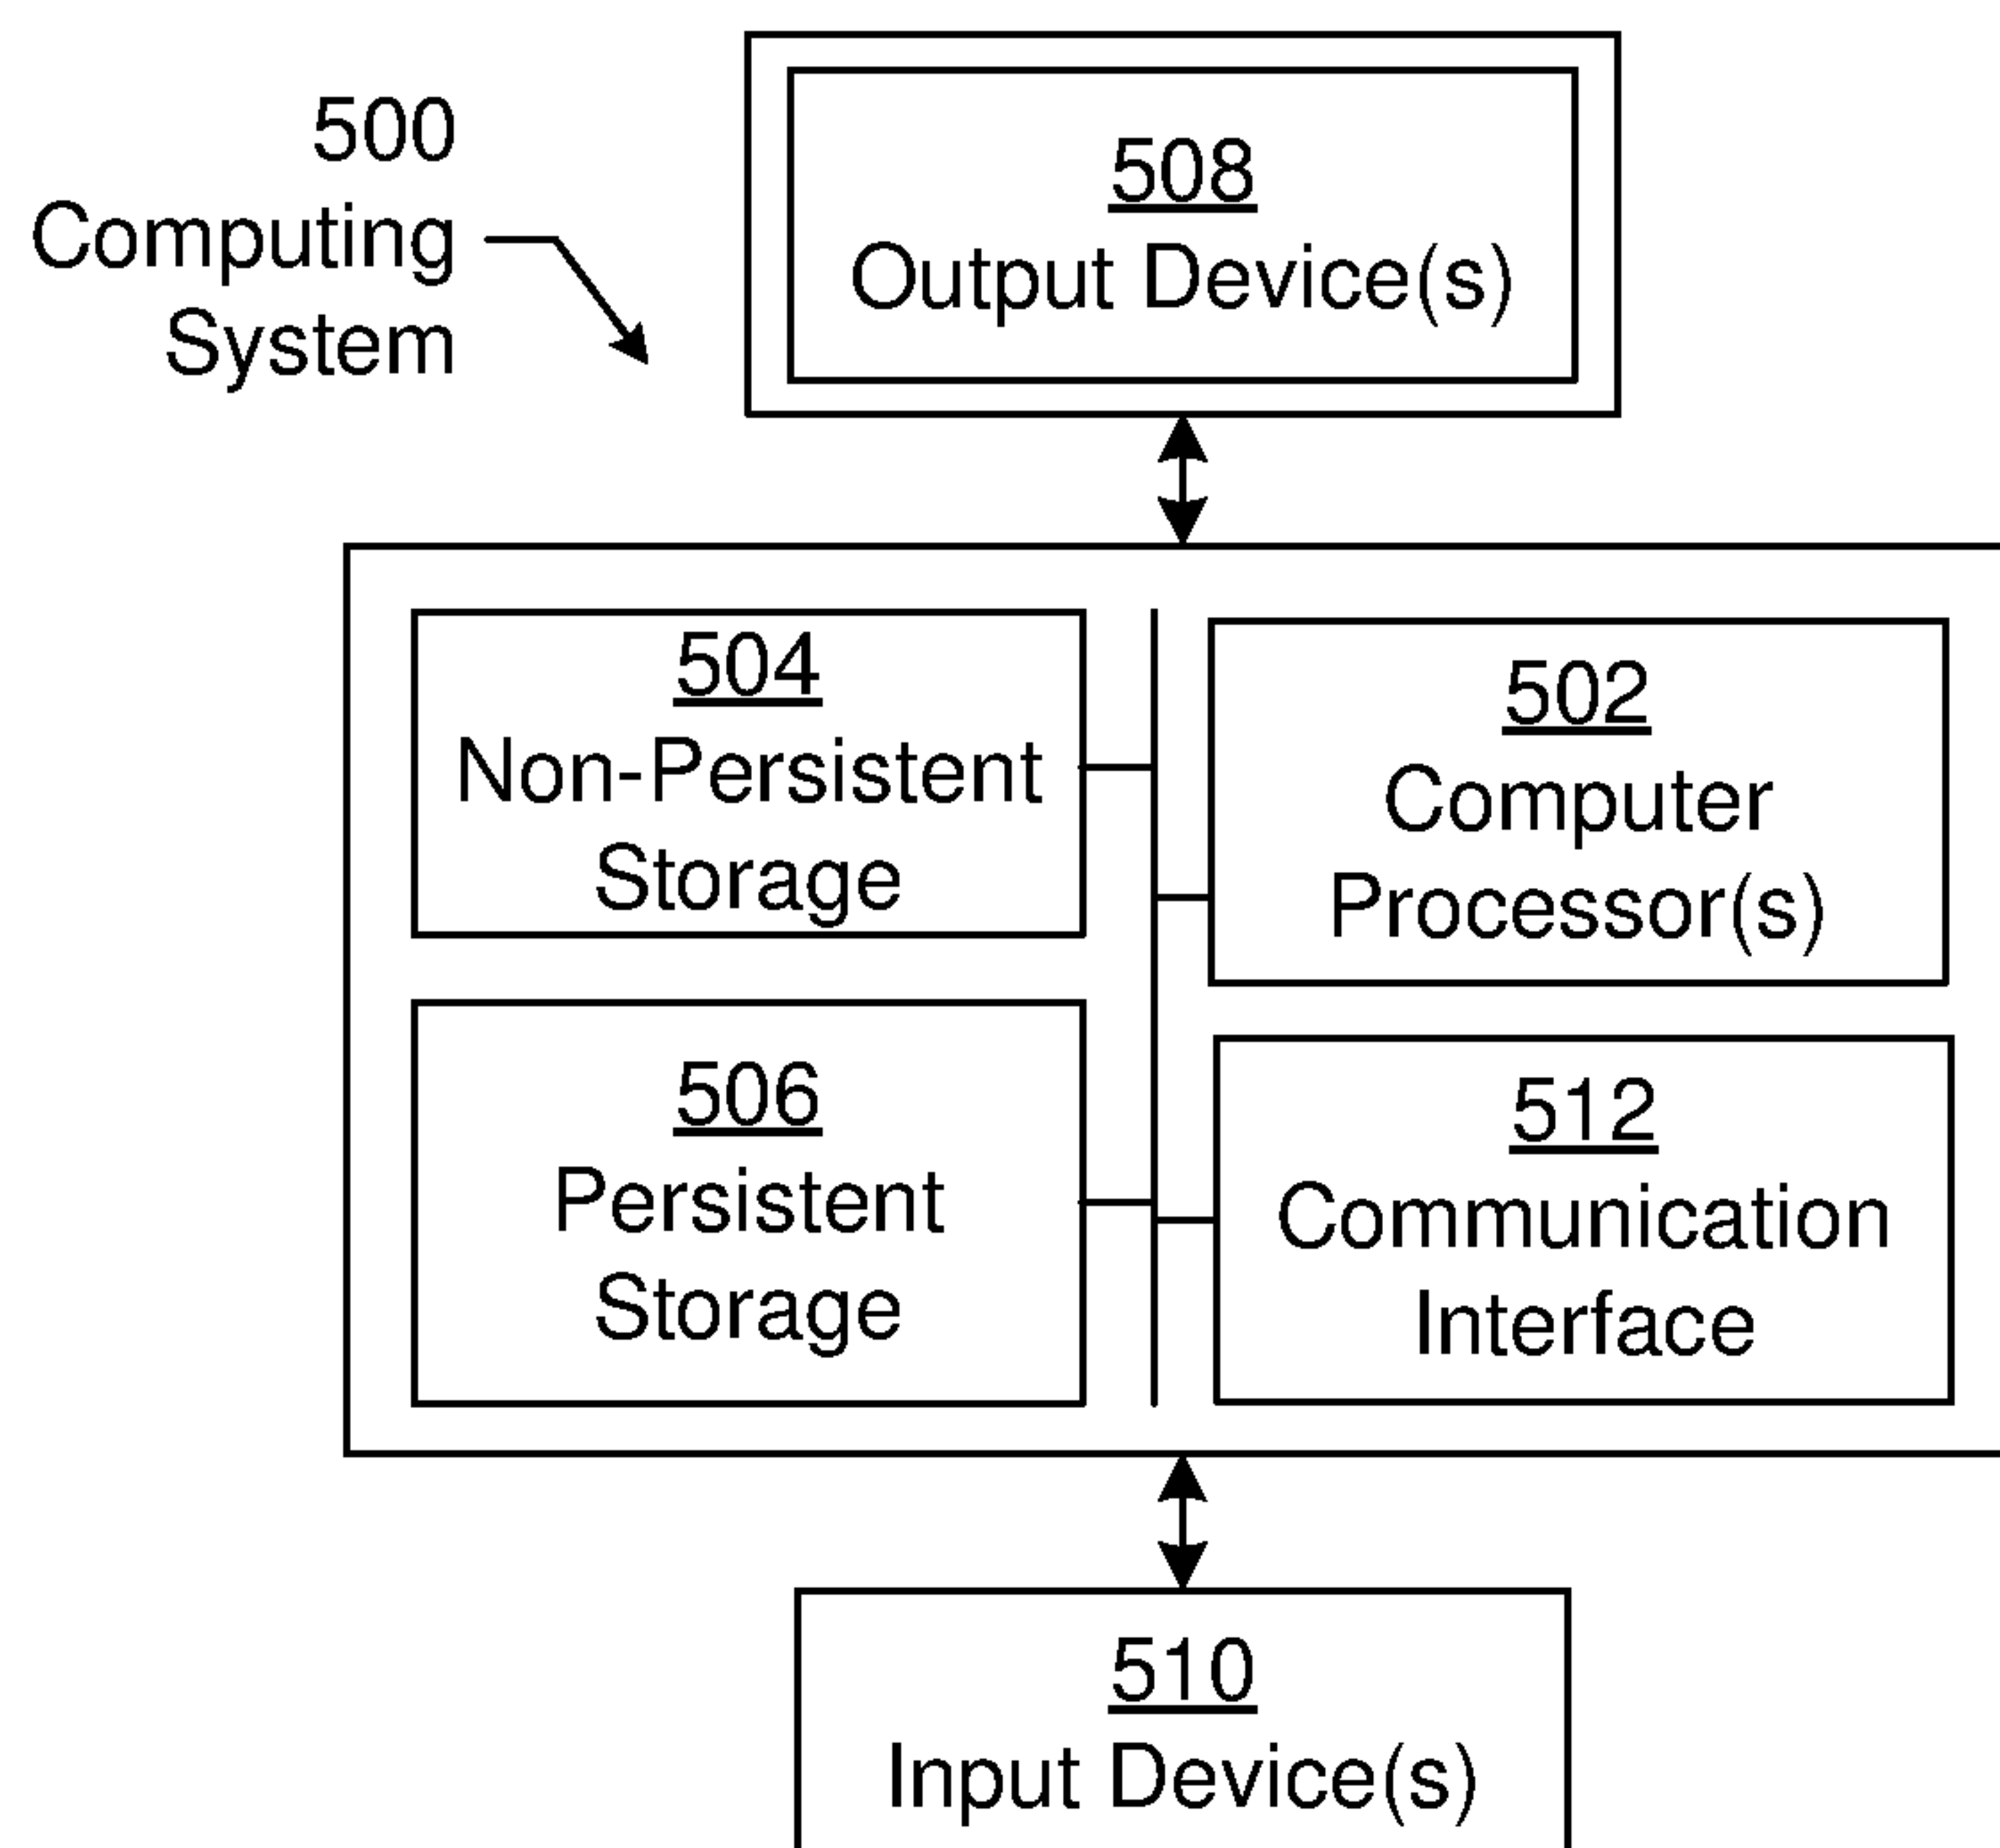 500
Computing
System
508
Output Device(s)
504
Non-Persistent
Storage
502
Computer
Processor(s)
506
Persistent
Storage
512
Communication
Interface
510
Input Device(s)